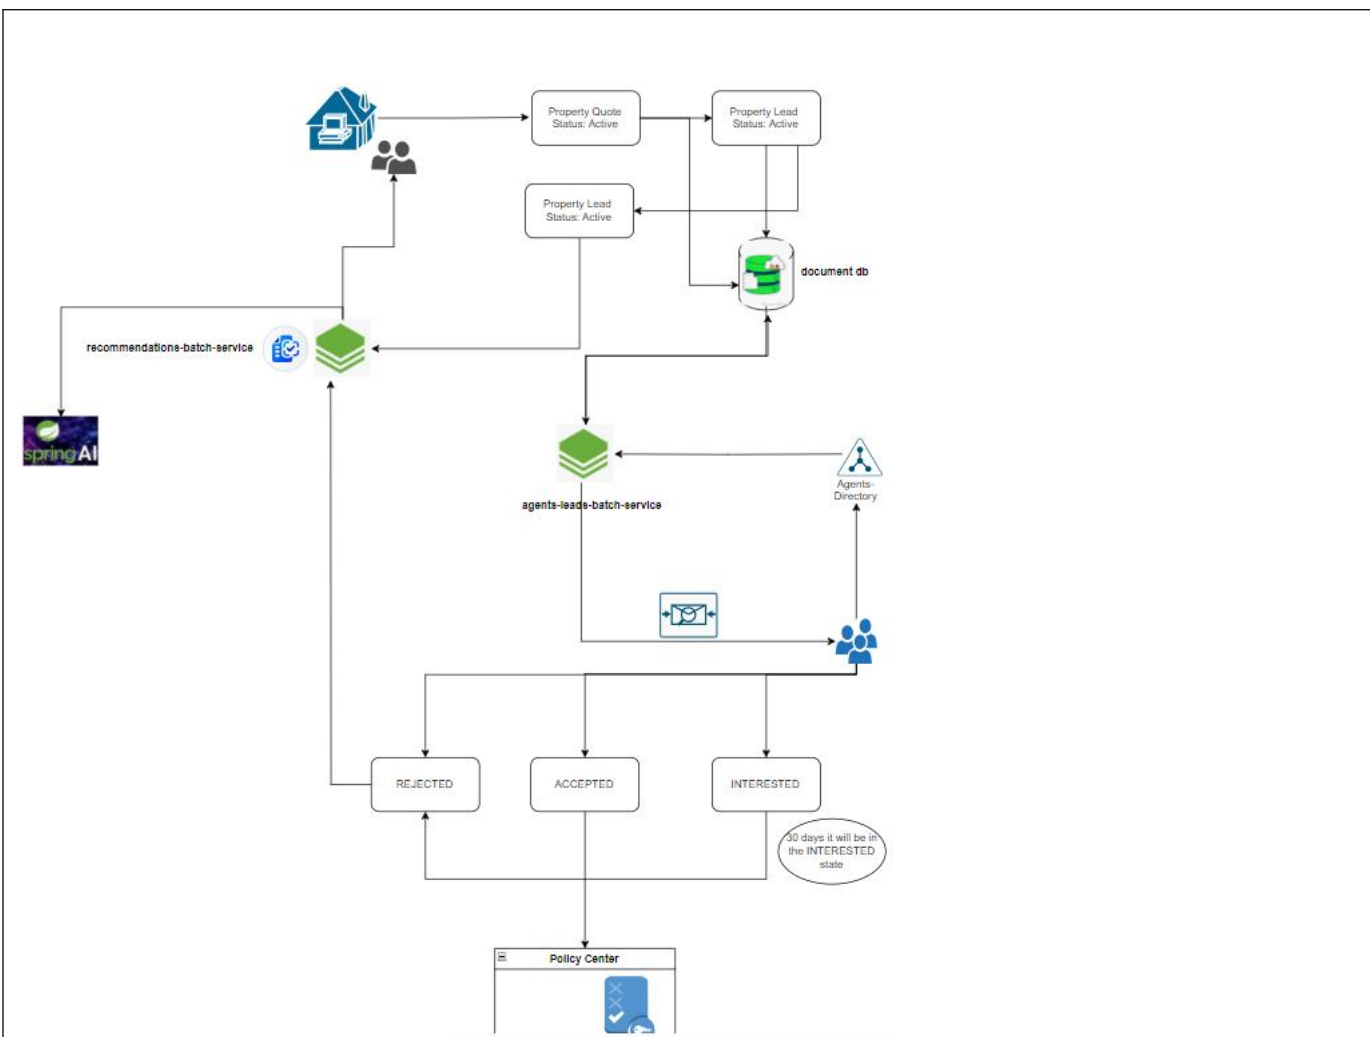 Property Quote
Status: Active
Property Lead
Status: Active
Property Lead
Status: Active
document db
recommendations-batch-service
spring AI
Agents-
Directory
agents-leads-batch-service
REJECTED
ACCEPTED
INTERESTED
30 days it will be in
the INTERESTED
state
Policy Center